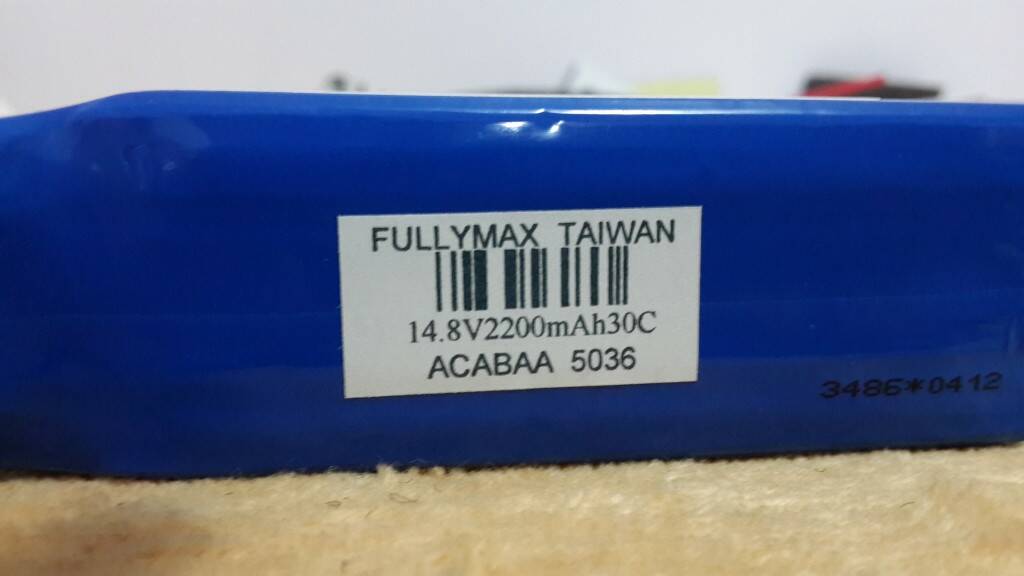 FULLYMAX TAIWAN
14.8V2200mAh30C
ACABAA 5036
3486*0412